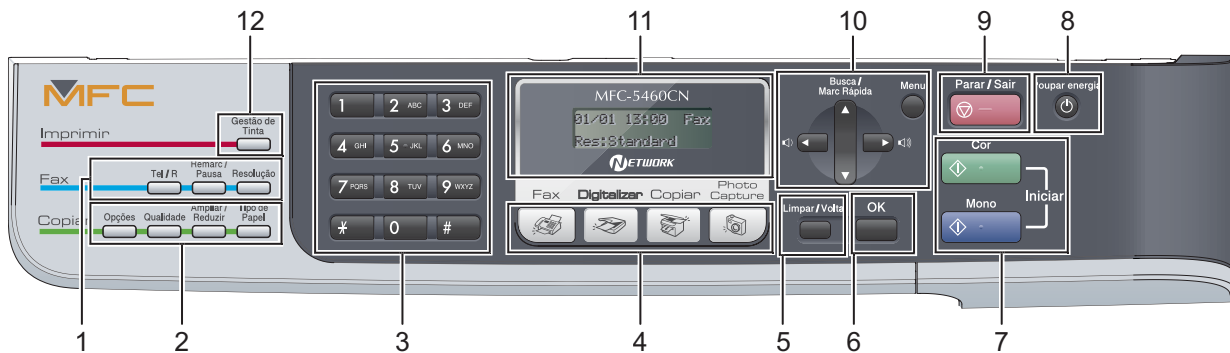 12
11
10
9
8
MFC
Imprimir
Gestão de
Tinta
Fax
Tel / R
Remarc /
Pausa
Resolução
Copiar
Opções
Qualidade
Ampliar /
Reduzir
Tipo de
Papel
1
2 ABC
3 DEF
4 GHI
5 JKL
6 MNO
7 PQRS
8 TUV
9 WXYZ
*
0
#
MFC-5460CN
01/01 13:00 Fax
Res:Standard
NETWORK
Fax
Digitalizar
Copiar
Photo
Capture
Busca /
Marc Rápida
Menu
Limpar/Volta
OK
Parar / Sair
Poupar energia
Cor
Mono
Iniciar
1
2
3
4
5
6
7